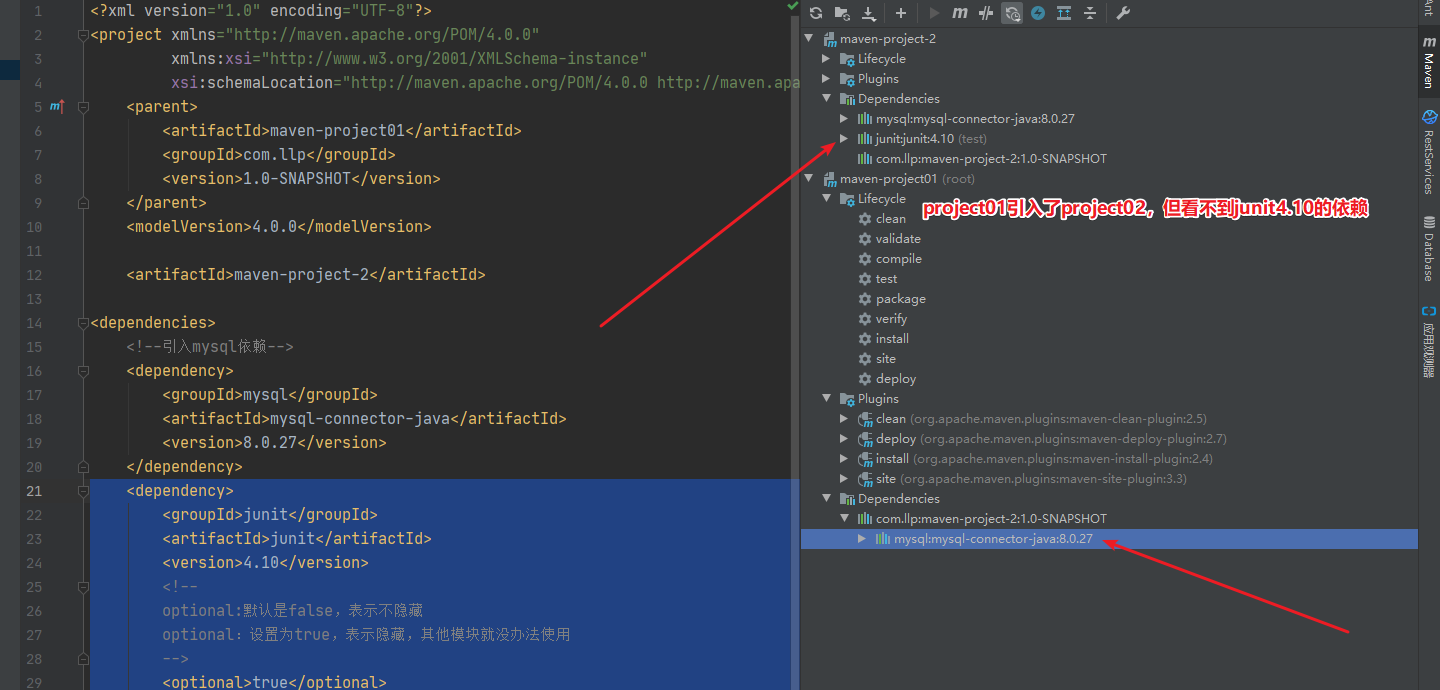 1 <?xml version="1.0" encoding="UTF-8"?>
2 <project xmlns="http://maven.apache.org/POM/4.0.0"
3 xmlns:xsi="http://www.w3.org/2001/XMLSchema-instance"
4 xsi:schemaLocation="http://maven.apache.org/POM/4.0.0 http://maven.apa
5 <parent>
6 <artifactId>maven-project01</artifactId>
7 <groupId>com.llp</groupId>
8 <version>1.0-SNAPSHOT</version>
9 </parent>
10 <modelVersion>4.0.0</modelVersion>
11
12 <artifactId>maven-project-2</artifactId>
13
14 <dependencies>
15 <!--引入mysql依赖-->
16 <dependency>
17 <groupId>mysql</groupId>
18 <artifactId>mysql-connector-java</artifactId>
19 <version>8.0.27</version>
20 </dependency>
21 <dependency>
22 <groupId>junit</groupId>
23 <artifactId>junit</artifactId>
24 <version>4.10</version>
25 <!--
26 optional:默认是false，表示不隐藏
27 optional：设置为true，表示隐藏，其他模块就没办法使用
28 -->
29 <optional>true</optional>
maven-project-2
Lifecycle
Plugins
Dependencies
mysql:mysql-connector-java:8.0.27
junit:junit:4.10 (test)
com.llp:maven-project-2:1.0-SNAPSHOT
maven-project01 (root)
Lifecycle
project01引入了project02，但看不到junit4.10的依赖
clean
validate
compile
test
package
verify
install
site
deploy
Plugins
clean (org.apache.maven.plugins:maven-clean-plugin:2.5)
deploy (org.apache.maven.plugins:maven-deploy-plugin:2.7)
install (org.apache.maven.plugins:maven-install-plugin:2.4)
site (org.apache.maven.plugins:maven-site-plugin:3.3)
Dependencies
com.llp:maven-project-2:1.0-SNAPSHOT
mysql:mysql-connector-java:8.0.27
Ant
Maven
RestServices
Database
应用观测器